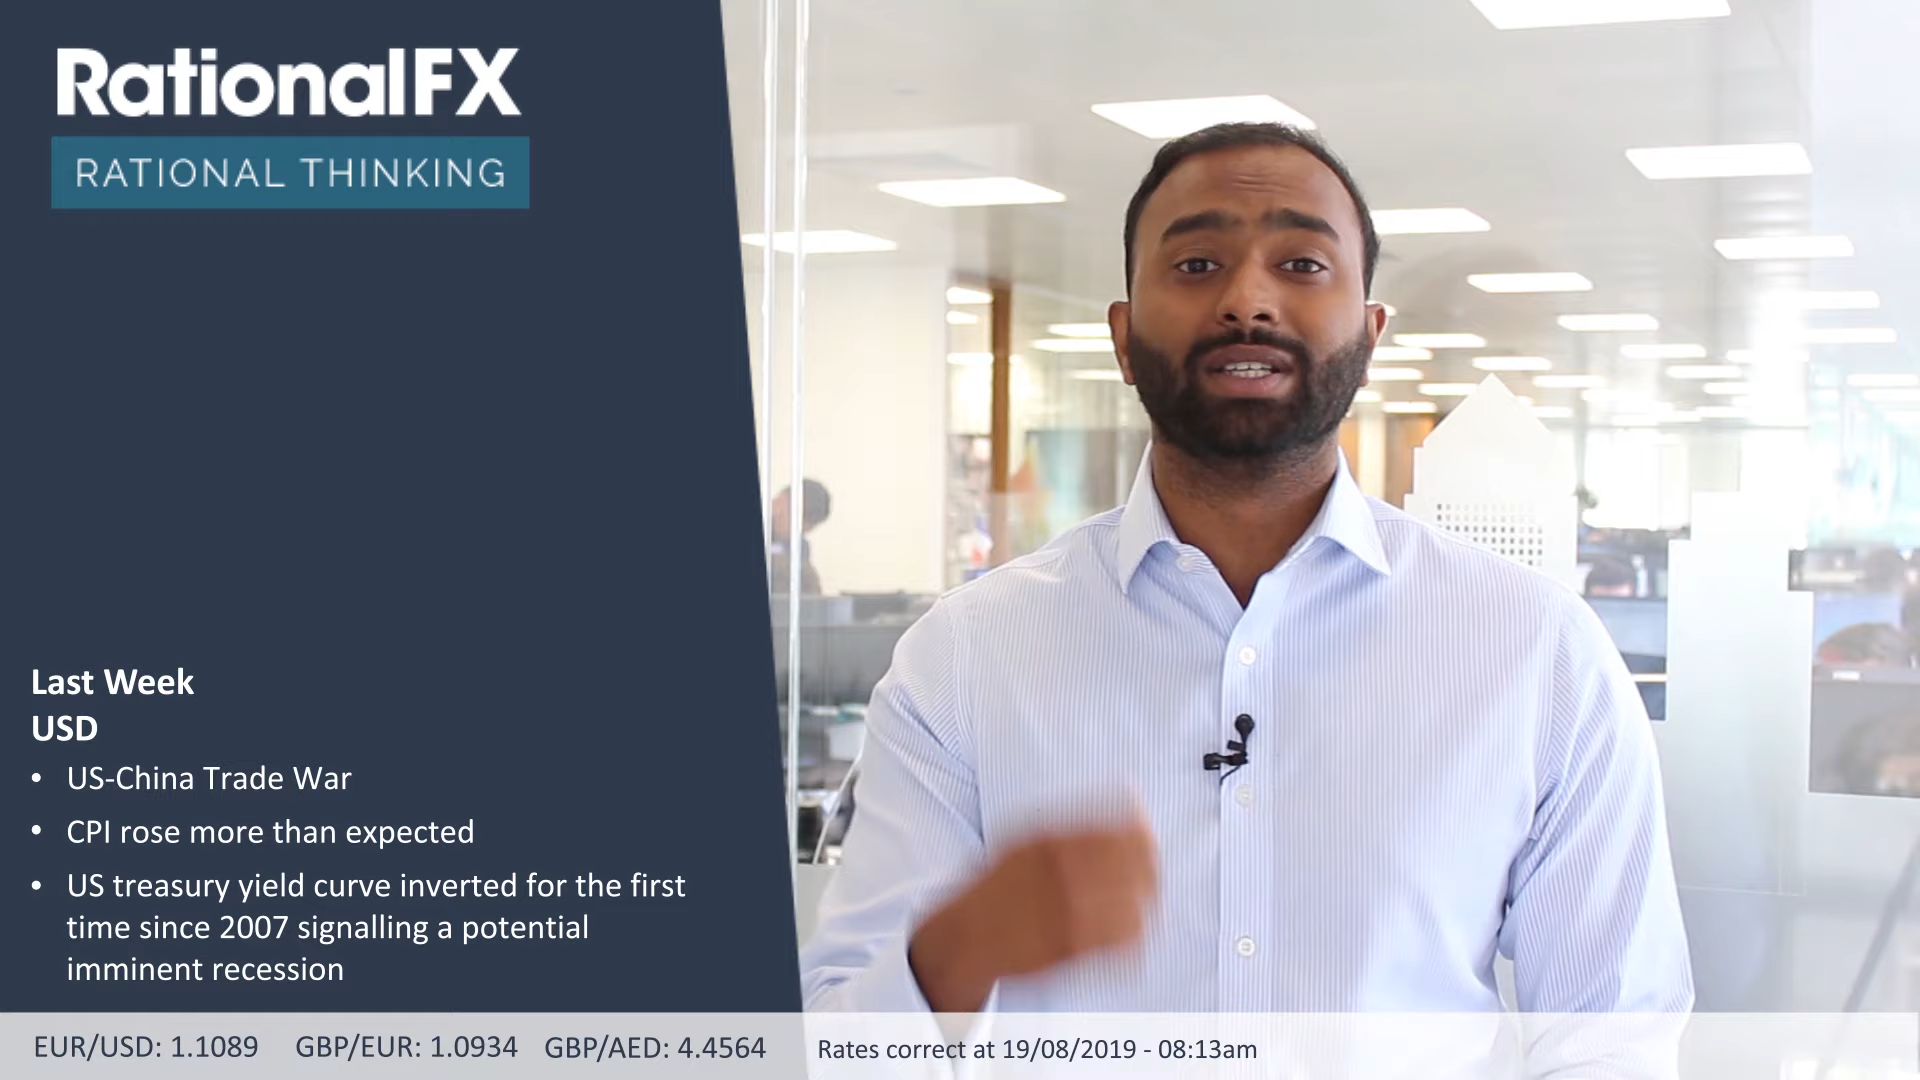 RationalFX
RATIONAL THINKING
Last Week
USD
• US-China Trade War
• CPI rose more than expected
• US treasury yield curve inverted for the first
time since 2007 signalling a potential
imminent recession
EUR/USD: 1.1089 GBP/EUR: 1.0934 GBP/AED: 4.4564 Rates correct at 19/08/2019 - 08:13am